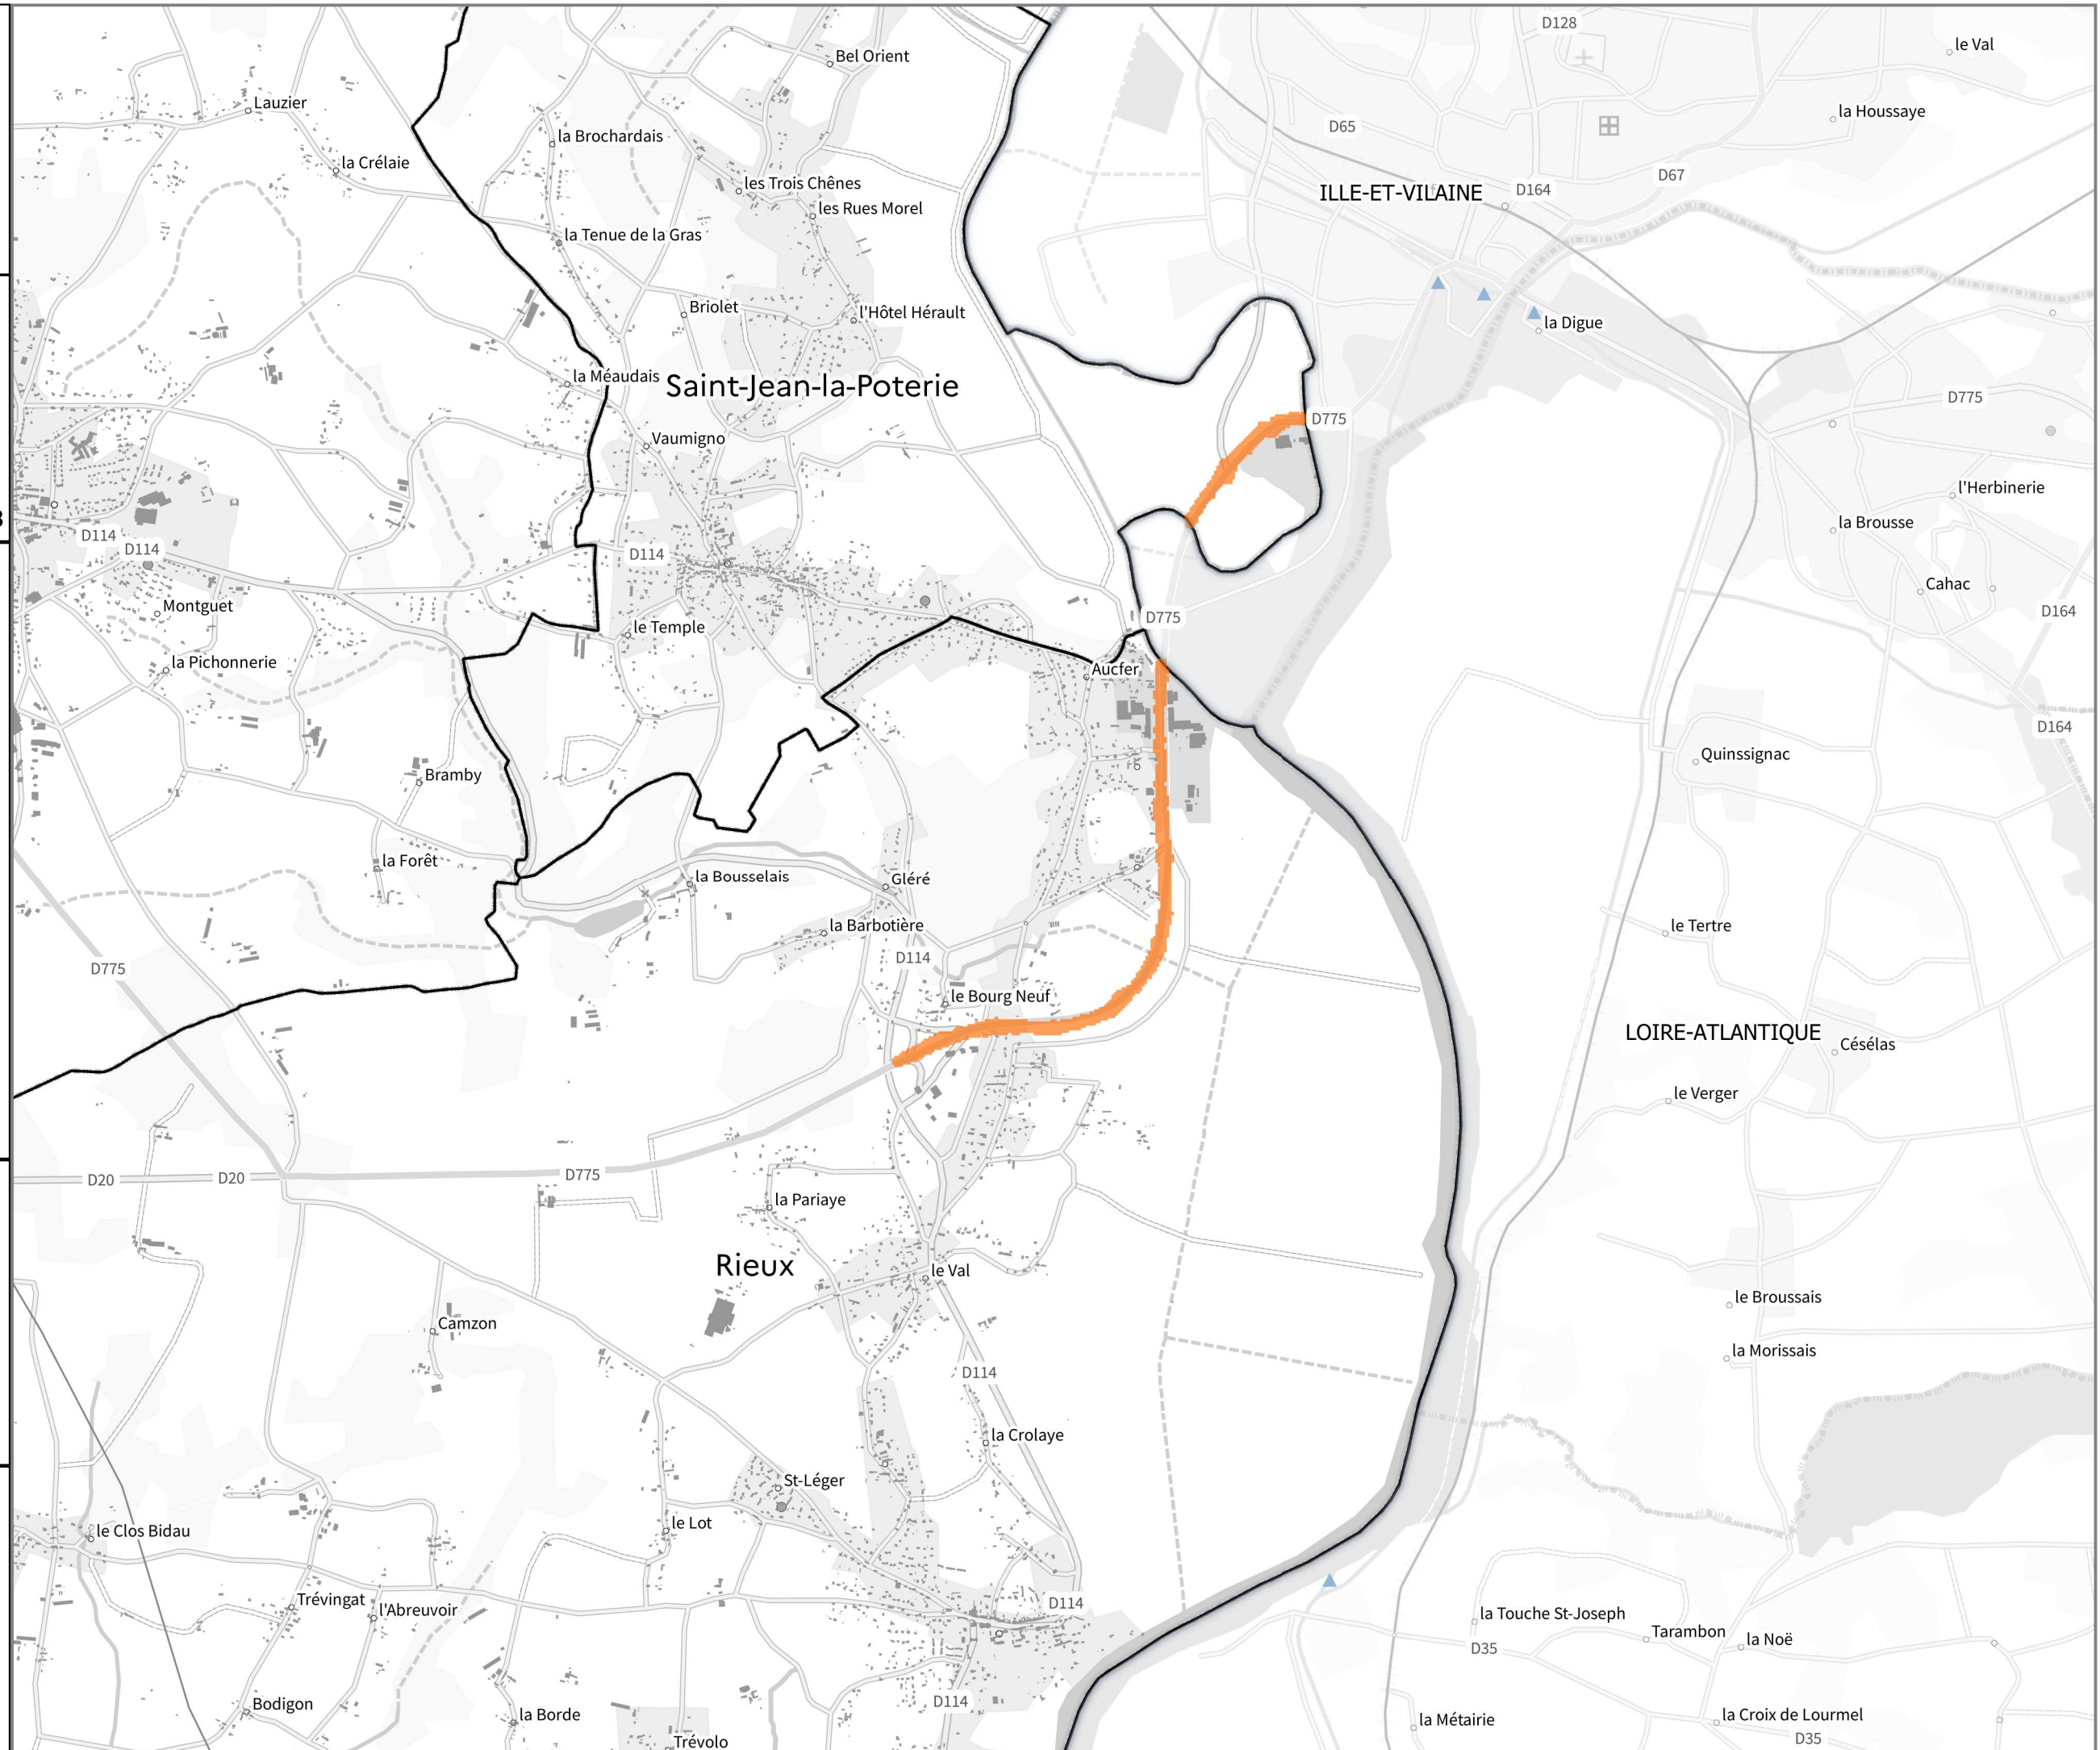 D128
le Val
Bel Orient
Lauzier
la Houssaye
D65
la Brochardais
la Crélaie
D67
les Trois Chênes
ILLE-ET-VILAINE
D164
les Rues Morel
la Tenue de la Gras
Briolet
l'Hôtel Hérault
la Digue
la Méaudais
Saint-Jean-la-Poterie
D775
D775
Vaumigno
l'Herbinerie
la Brousse
D114
D114
D114
Cahac
Montguet
D164
D775
le Temple
la Pichonnerie
Aucfer
D164
Quinssignac
Bramby
la Forêt
la Bousselais
Gléré
la Barbotière
le Tertre
D114
D775
le Bourg Neuf
LOIRE-ATLANTIQUE
Césélas
le Verger
D20
D20
D775
la Pariaye
Rieux
le Val
le Broussais
Camzon
la Morissais
D114
la Crolaye
St-Léger
le Lot
le Clos Bidau
Trévingat
l'Abreuvoir
D114
la Touche St-Joseph
Tarambon
la Noë
D35
Bodigon
D114
la Borde
la Métairie
la Croix de Lourmel
D35
Trévolo